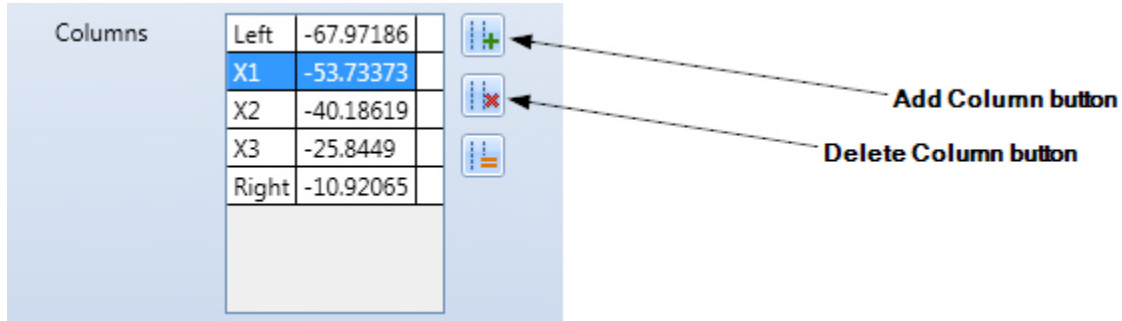 Columns
Left -67.97186
X1 -53.73373
X2 -40.18619
X3 -25.8449
Right -10.92065
Add Column button
Delete Column button